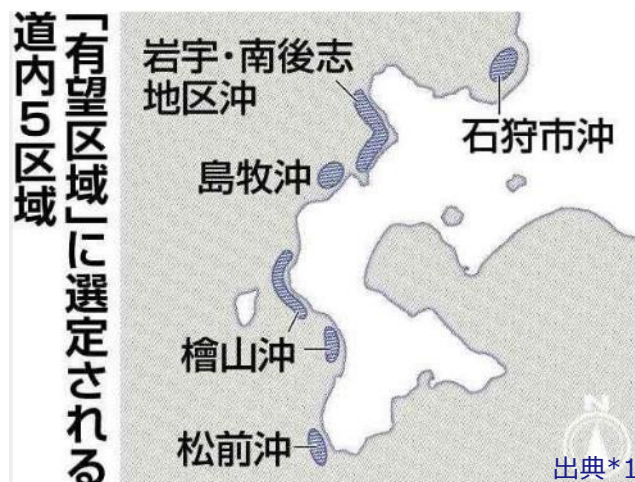 「有望区域」に選定される
道内5区域
岩宇・南後志
地区沖
石狩市沖
島牧沖
檜山沖
松前沖
N
出典*1